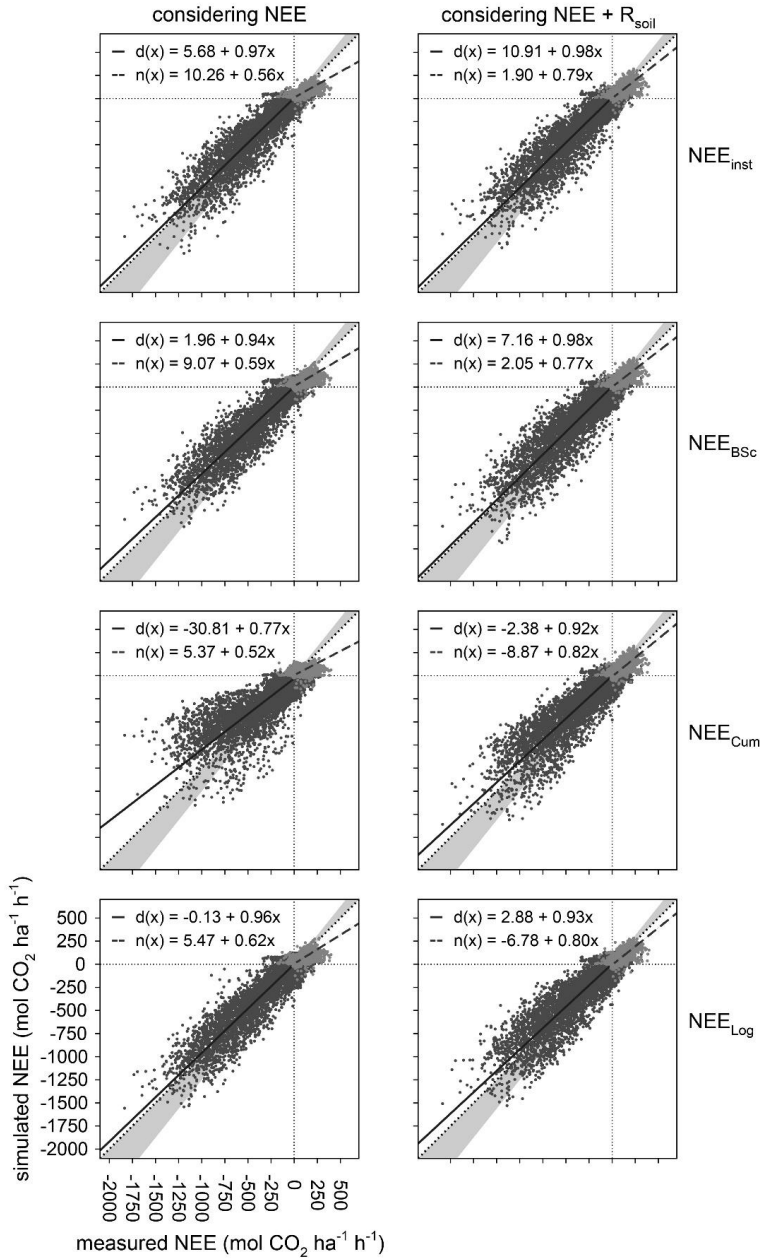 considering NEE
considering NEE + Rsoil
d(x) = 5.68 + 0.97x
n(x) = 10.26 + 0.56x
d(x) = 10.91 + 0.98x
n(x) = 1.90 + 0.79x
NEEinst
d(x) = 1.96 + 0.94x
n(x) = 9.07 + 0.59x
d(x) = 7.16 + 0.98x
n(x) = 2.05 + 0.77x
NEEBSc
d(x) = -30.81 + 0.77x
n(x) = 5.37 + 0.52x
d(x) = -2.38 + 0.92x
n(x) = -8.87 + 0.82x
NEECum
d(x) = -0.13 + 0.96x
n(x) = 5.47 + 0.62x
d(x) = 2.88 + 0.93x
n(x) = -6.78 + 0.80x
NEELog
simulated NEE (mol CO2 ha-1 h-1)
500
250
0
-250
-500
-750
-1000
-1250
-1500
-1750
-2000
-2000
-1750
-1500
-1250
-1000
-750
-500
-250
0
250
500
measured NEE (mol CO2 ha-1 h-1)